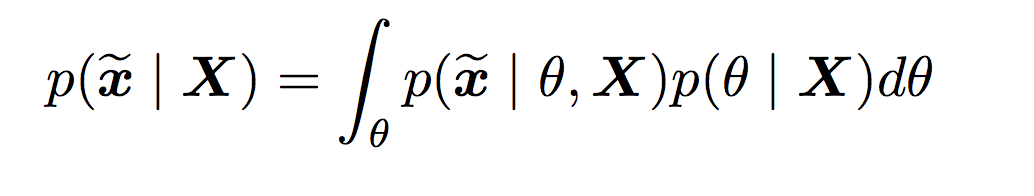 p(x̃ | X) = ∫_θ p(x̃ | θ, X)p(θ | X)dθ